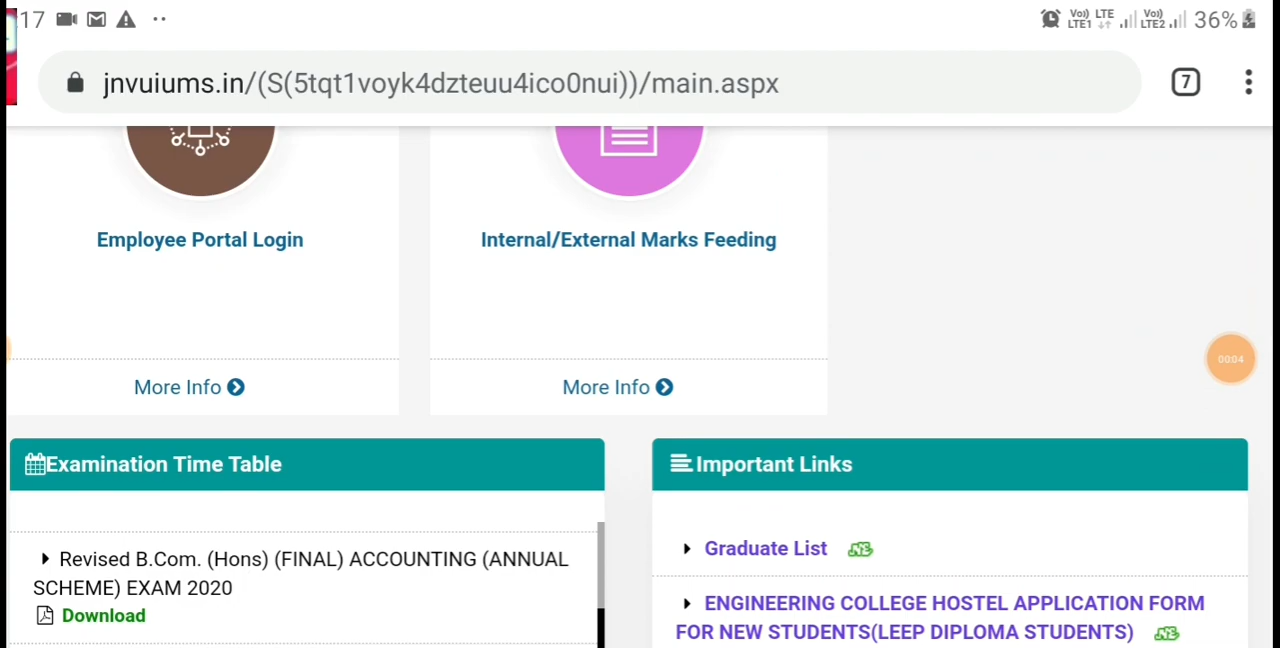 17 36%
Vo)) LTE Vo))
LTE1 LTE2
jnvuiums.in/(S(5tqt1voyk4dzteuu4ico0nui))/main.aspx 7
Employee Portal Login
Internal/External Marks Feeding
0004
More Info
More Info
Examination Time Table
Important Links
Graduate List
Revised B.Com. (Hons) (FINAL) ACCOUNTING (ANNUAL
SCHEME) EXAM 2020
Download
ENGINEERING COLLEGE HOSTEL APPLICATION FORM
FOR NEW STUDENTS(LEEP DIPLOMA STUDENTS)